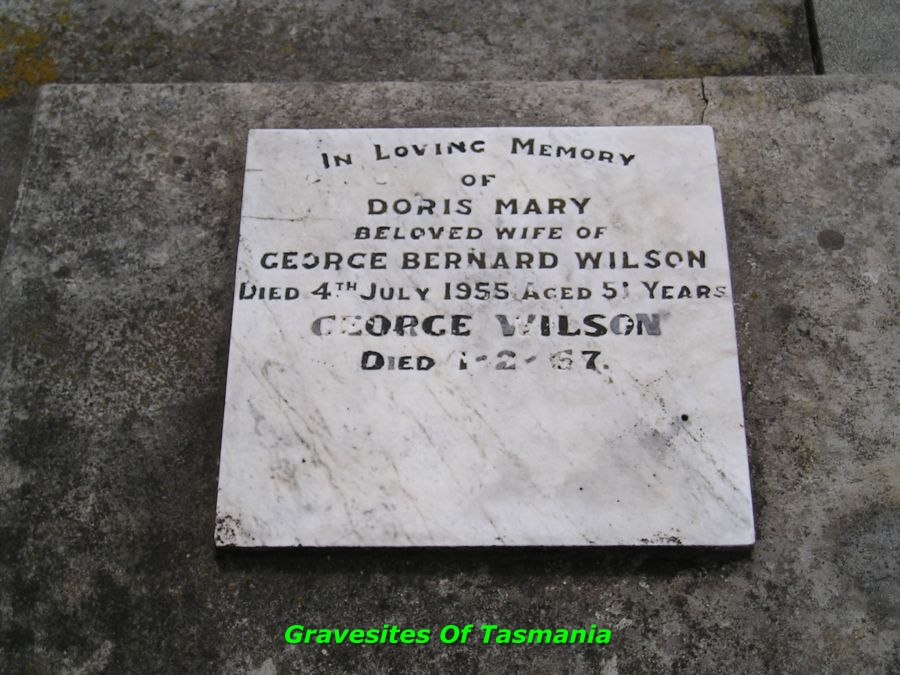 IN LOVING MEMORY
OF
DORIS MARY
BELOVED WIFE OF
GEORGE BERNARD WILSON
DIED 4TH JULY 1955 AGED 51 YEARS
GEORGE WILSON
DIED 1-2-67.
Gravesites Of Tasmania